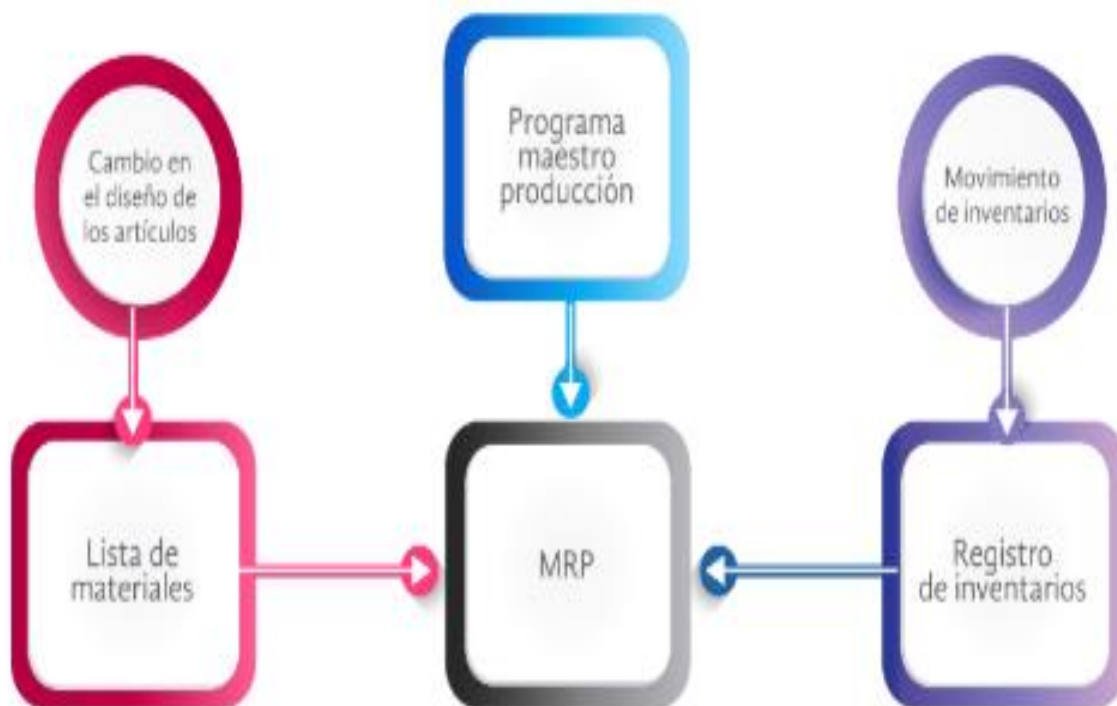 Cambio en
el diseño de
los artículos
Programa
maestro
producción
Movimiento
de inventarios
Lista de
materiales
MRP
Registro
de inventarios